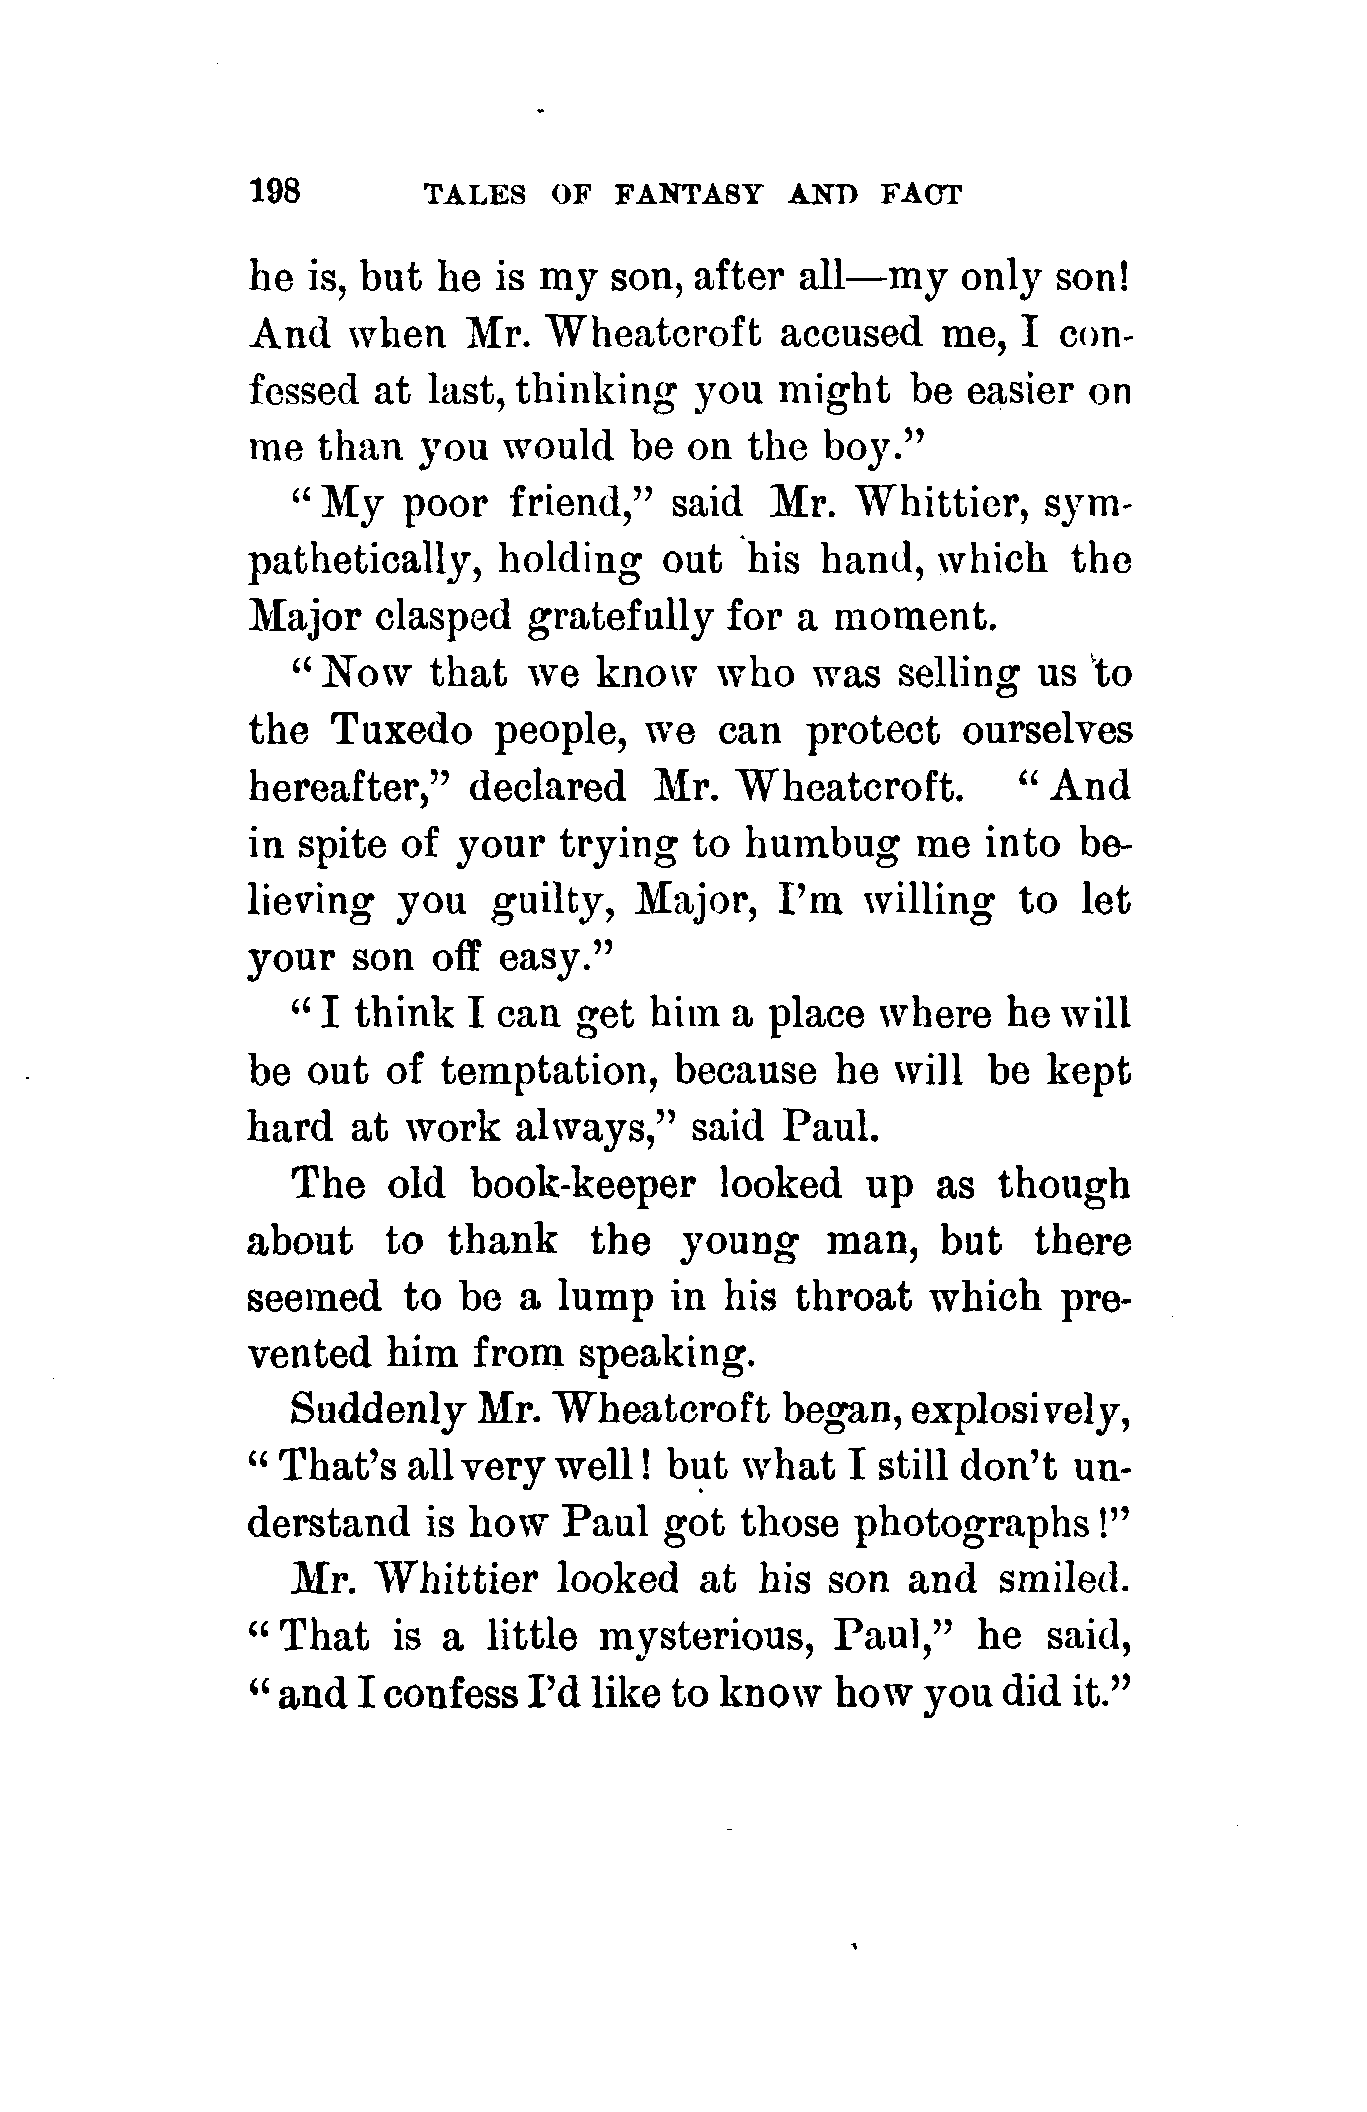 198 TALES OF FANTASY AND FACT
he is, but he is my son, after all—my only son!
And when Mr. Wheatcroft accused me, I con-
fessed at last, thinking you might be easier on
me than you would be on the boy."
"My poor friend," said Mr. Whittier, sym-
pathetically, holding out his hand, which the
Major clasped gratefully for a moment.
"Now that we know who was selling us to
the Tuxedo people, we can protect ourselves
hereafter," declared Mr. Wheatcroft. "And
in spite of your trying to humbug me into be-
lieving you guilty, Major, I'm willing to let
your son off easy."
"I think I can get him a place where he will
be out of temptation, because he will be kept
hard at work always," said Paul.
The old book-keeper looked up as though
about to thank the young man, but there
seemed to be a lump in his throat which pre-
vented him from speaking.
Suddenly Mr. Wheatcroft began, explosively,
"That's all very well! but what I still don't un-
derstand is how Paul got those photographs!"
Mr. Whittier looked at his son and smiled.
"That is a little mysterious, Paul," he said,
"and I confess I'd like to know how you did it."